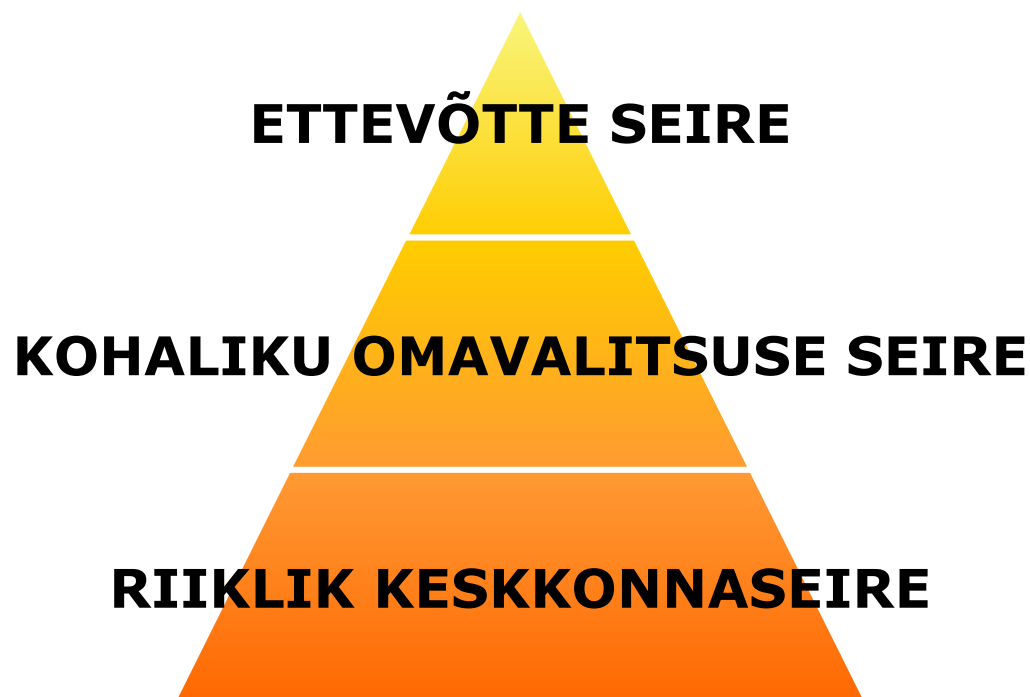 ETTEVÕTTE SEIRE
KOHALIKU OMAVALITSUSE SEIRE
RIIKLIK KESKKONNASEIRE